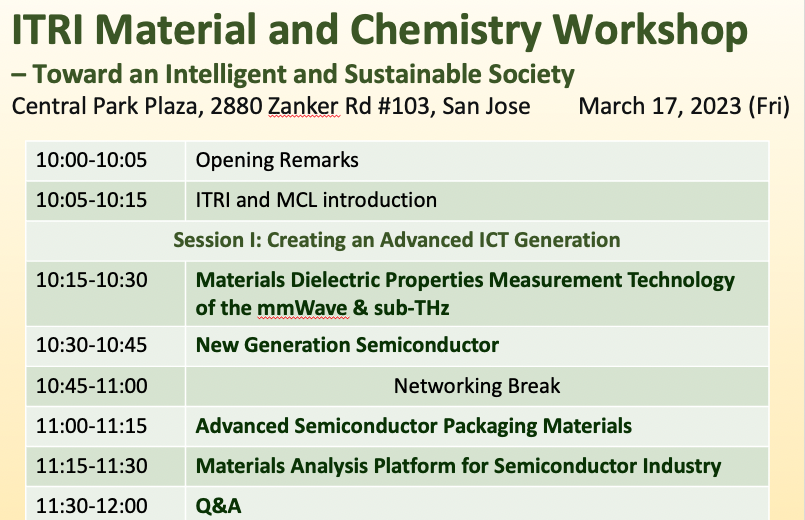 ITRI Material and Chemistry Workshop
– Toward an Intelligent and Sustainable Society
Central Park Plaza, 2880 Zanker Rd #103, San Jose March 17, 2023 (Fri)
10:00-10:05 Opening Remarks
10:05-10:15 ITRI and MCL introduction
Session I: Creating an Advanced ICT Generation
10:15-10:30 Materials Dielectric Properties Measurement Technology
of the mmWave & sub-THz
10:30-10:45 New Generation Semiconductor
10:45-11:00 Networking Break
11:00-11:15 Advanced Semiconductor Packaging Materials
11:15-11:30 Materials Analysis Platform for Semiconductor Industry
11:30-12:00 Q&A